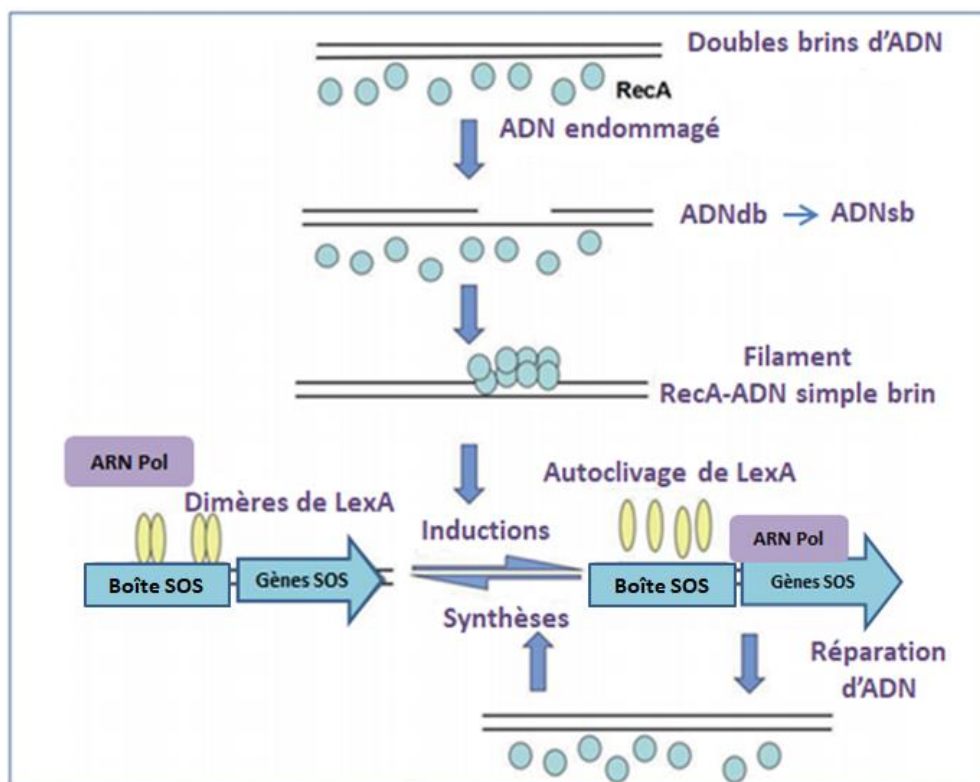 Doubles brins d'ADN
RecA
ADN endommagé
ADNdb → ADNsb
Filament
RecA-ADN simple brin
ARN Pol
Dimères de LexA
Boîte SOS
Gènes SOS
Inductions
Synthèses
Autoclivage de LexA
ARN Pol
Boîte SOS
Gènes SOS
Réparation
d'ADN